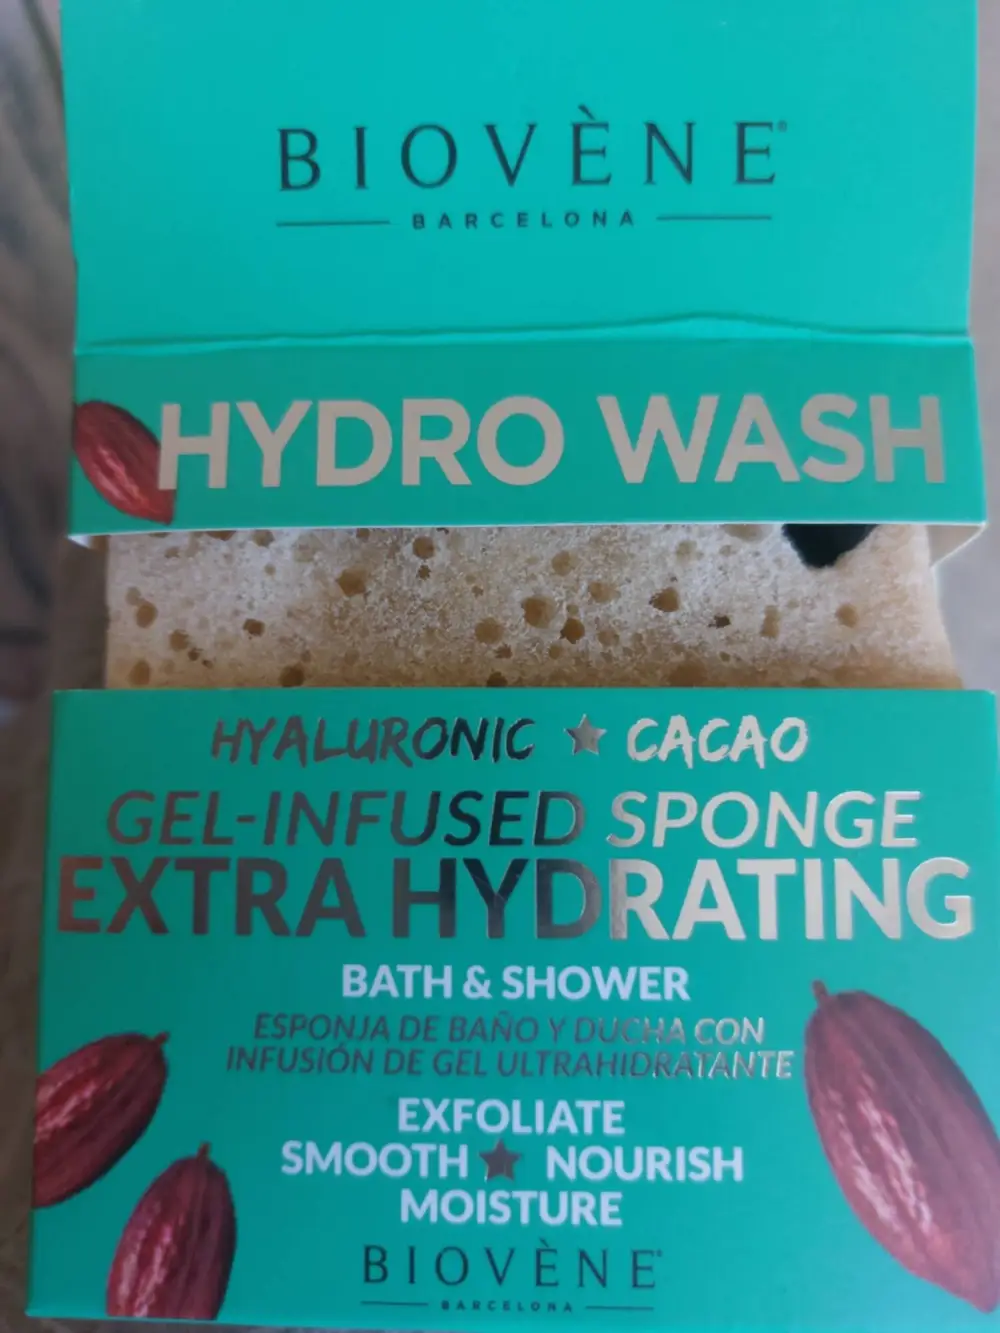 BIOVÈNE®
BARCELONA
HYDRO WASH
HYALURONIC ★ CACAO
GEL-INFUSED SPONGE
EXTRA HYDRATING
BATH & SHOWER
ESPONJA DE BAÑO Y DUCHA CON
INFUSIÓN DE GEL ULTRAHIDRATANTE
EXFOLIATE
SMOOTH ★ NOURISH
MOISTURE
BIOVÈNE®
BARCELONA